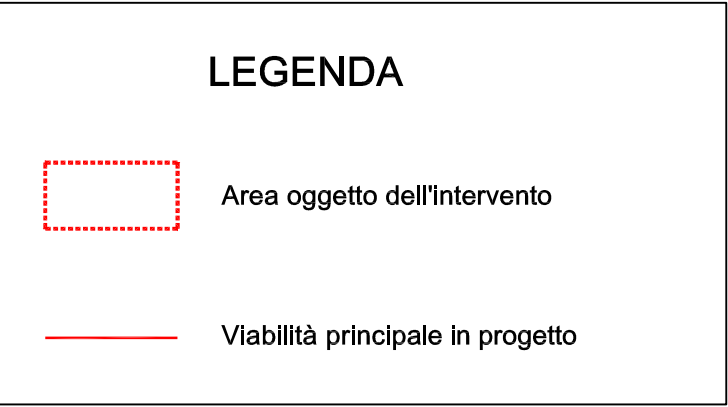 LEGENDA
Area oggetto dell'intervento
Viabilità principale in progetto